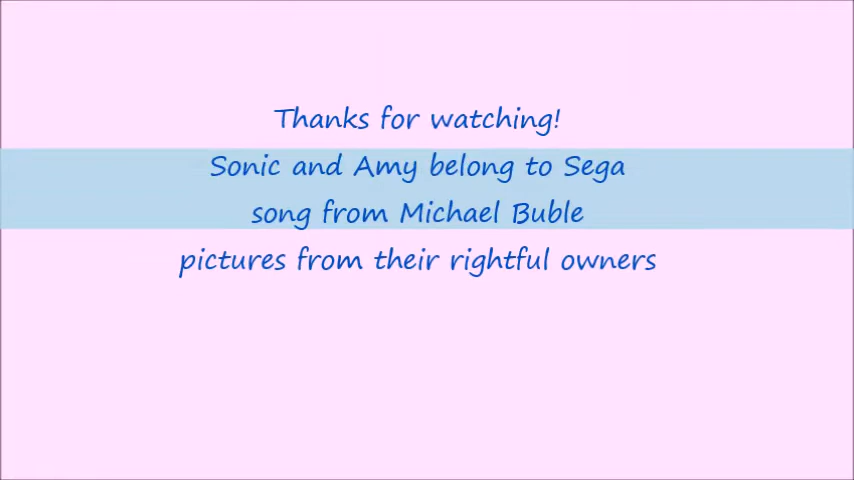 Thanks for watching!
Sonic and Amy belong to Sega
song from Michael Buble
pictures from their rightful owners